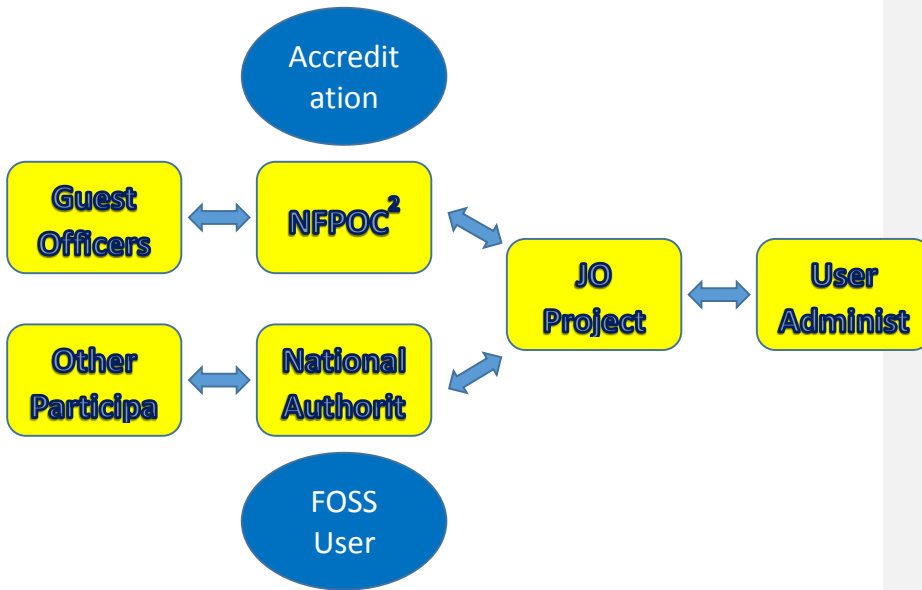 Accredit
ation
Guest
Officers
NFPOC²
JO
Project
User
Administ
Other
Participa
National
Authorit
FOSS
User